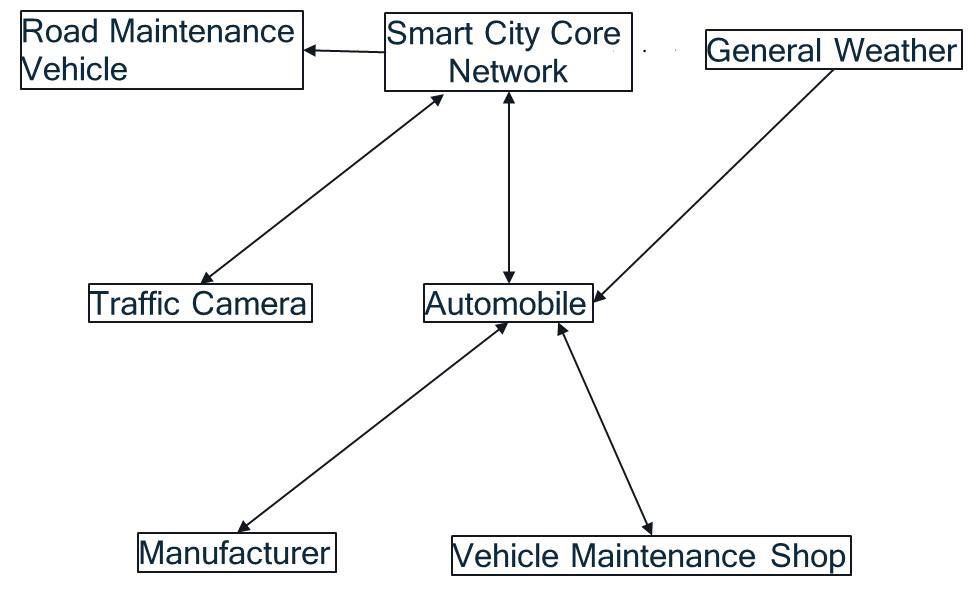 Road Maintenance
Vehicle
Smart City Core
Network
General Weather
Traffic Camera
Automobile
Manufacturer
Vehicle Maintenance Shop